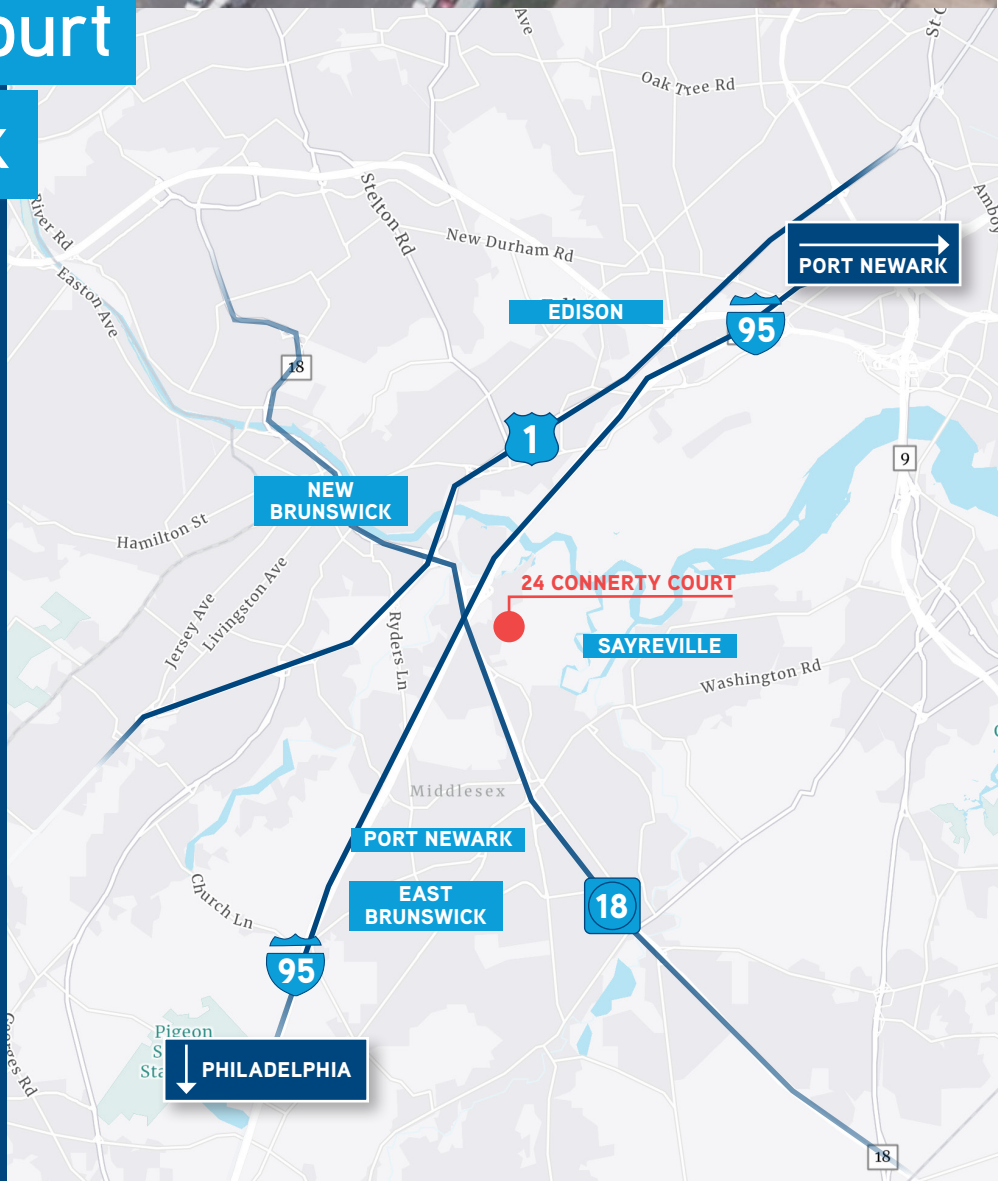 ourt
k
Ave
St
Oak Tree Rd
River Rd
Stelton Rd
Amboy
New Durham Rd
PORT NEWARK
Easton Ave
EDISON
95
18
1
9
NEW
BRUNSWICK
Hamilton St
24 CONNERTY COURT
Livingston Ave
Jersey Ave
Ryders Ln
SAYREVILLE
Washington Rd
Middlesex
PORT NEWARK
Church Ln
EAST
BRUNSWICK
18
95
Pigeon
S
Sta
PHILADELPHIA
Georges Rd
18